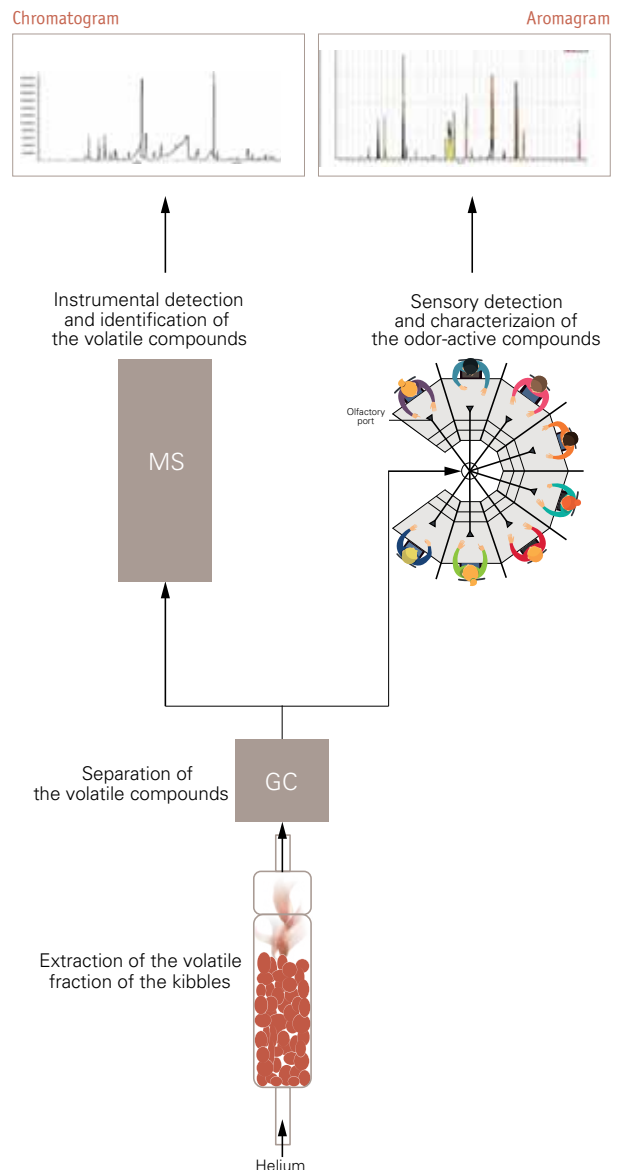 Chromatogram
Aromagram
Instrumental detection
and identification of
the volatile compounds
Sensory detection
and characterizaion of
the odor-active compounds
Olfactory
port
MS
Separation of
the volatile compounds
GC
Extraction of the volatile
fraction of the kibbles
Helium